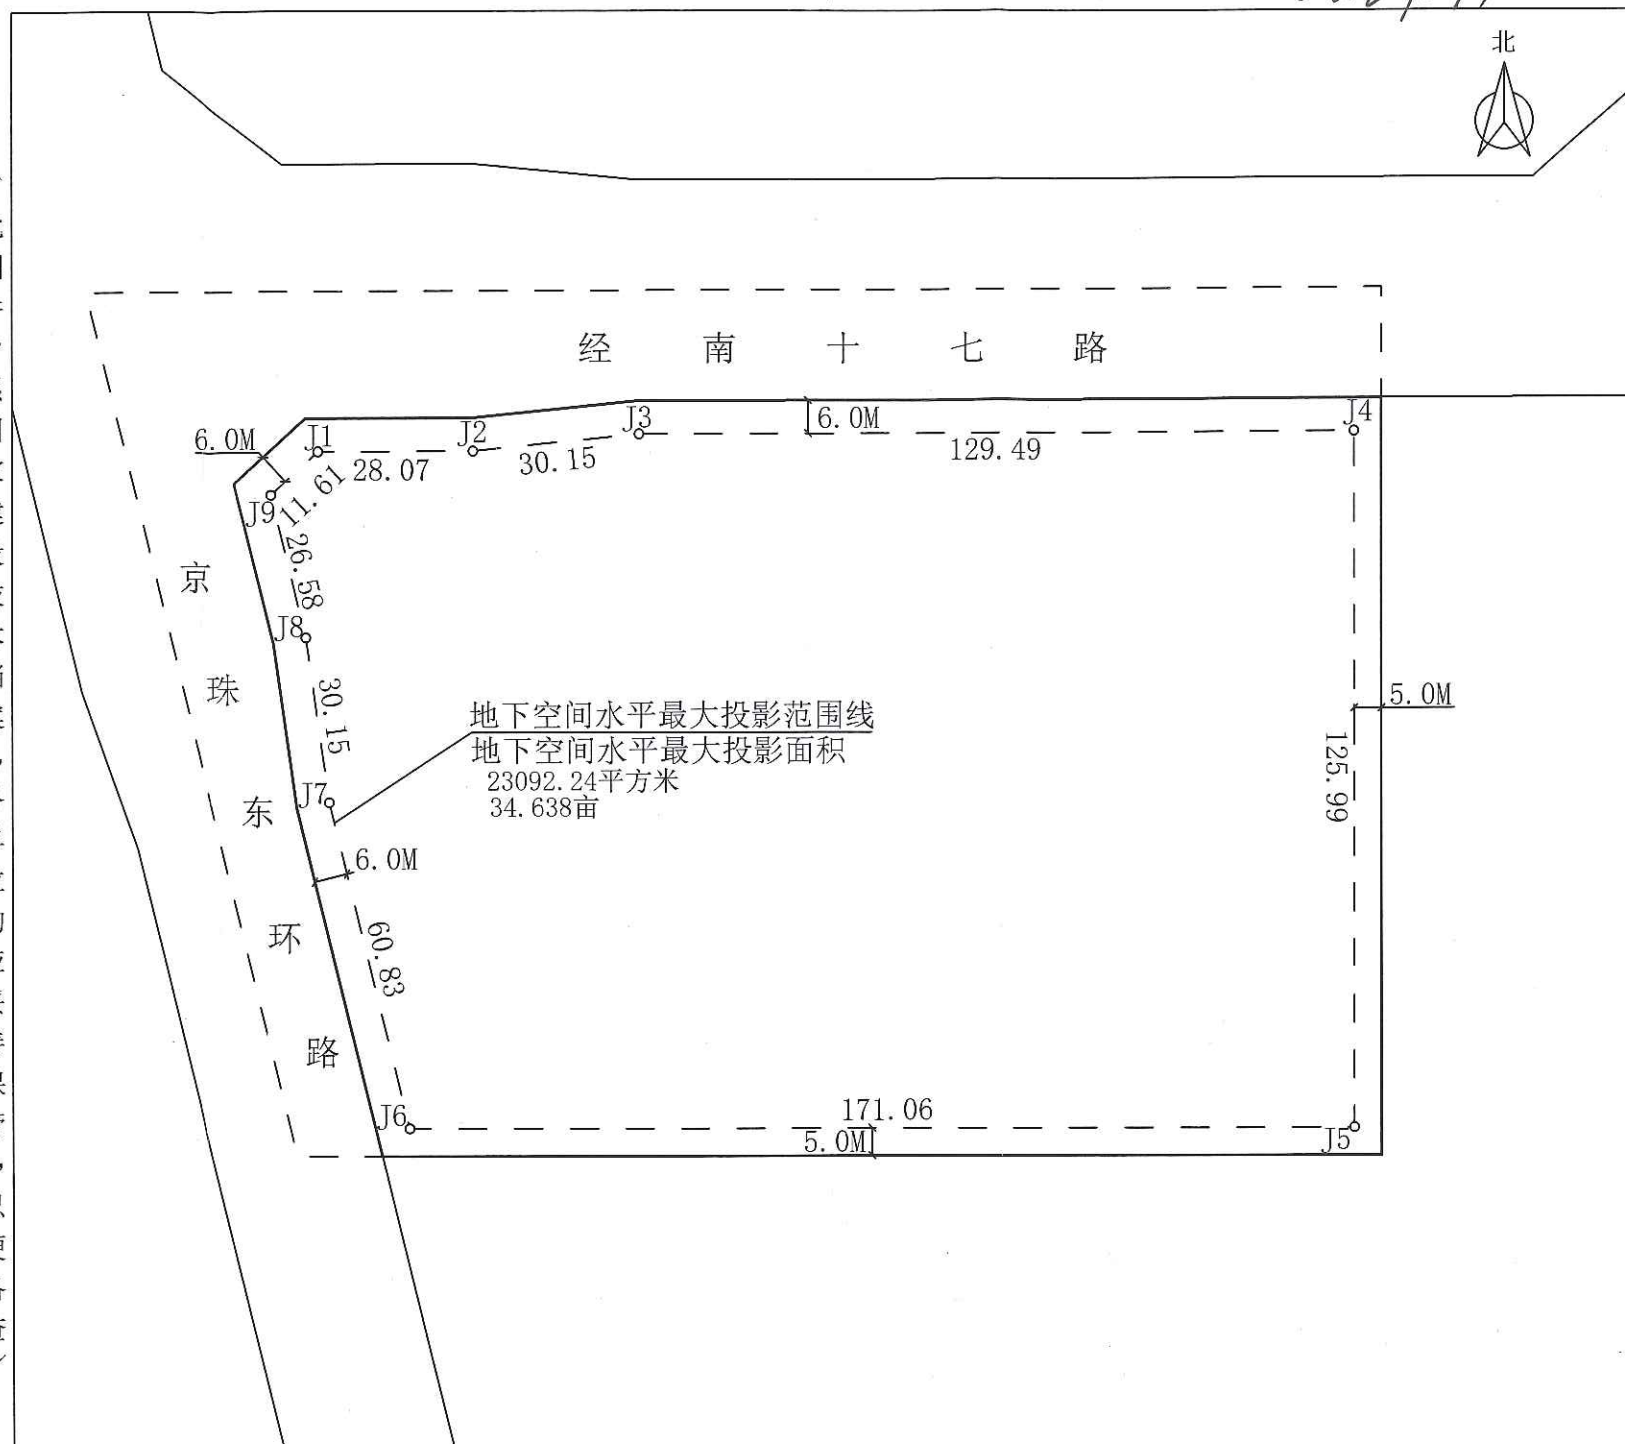 北
经南十七路
J1
J2
J3
J4
6.0M
6.0M
28.07
30.15
129.49
J9
11.61
26.58
京珠东环路
J8
30.15
地下空间水平最大投影范围线
地下空间水平最大投影面积
23092.24平方米
34.638亩
5.0M
125.99
J7
6.0M
60.83
J6
171.06
5.0M
J5